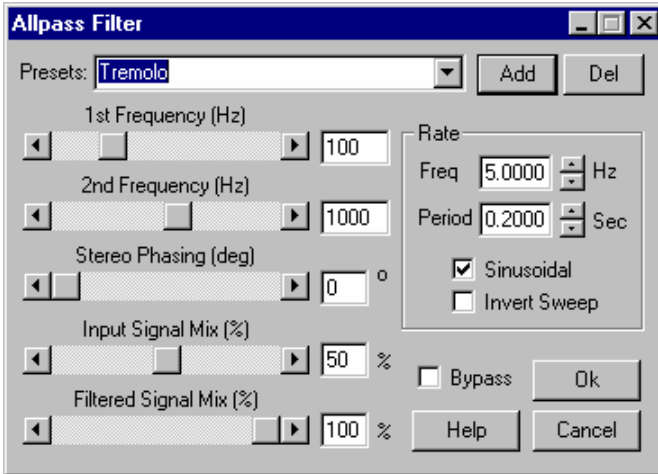 Allpass Filter
Presets: Tremolo Add Del
1st Frequency (Hz)
100
2nd Frequency (Hz)
1000
Stereo Phasing (deg)
0 °
Input Signal Mix (%)
50 %
Filtered Signal Mix (%)
100 %
Rate
Freq 5.0000 Hz
Period 0.2000 Sec
Sinusoidal
Invert Sweep
Bypass Ok
Help Cancel